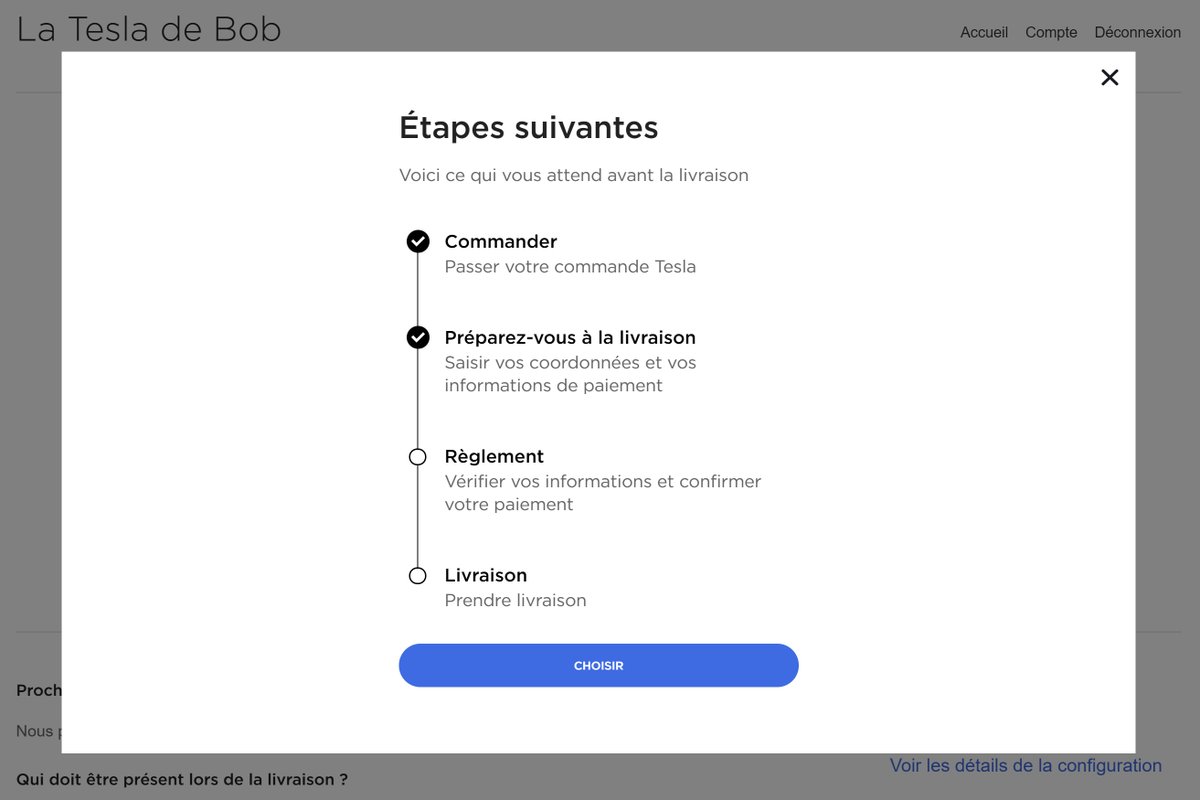 La Tesla de Bob
Accueil Compte Déconnexion
Étapes suivantes
Voici ce qui vous attend avant la livraison
Commander
Passer votre commande Tesla
Préparez-vous à la livraison
Saisir vos coordonnées et vos
informations de paiement
Règlement
Vérifier vos informations et confirmer
votre paiement
Livraison
Prendre livraison
CHOISIR
Proch
Nous
Voir les détails de la configuration
Qui doit être présent lors de la livraison ?